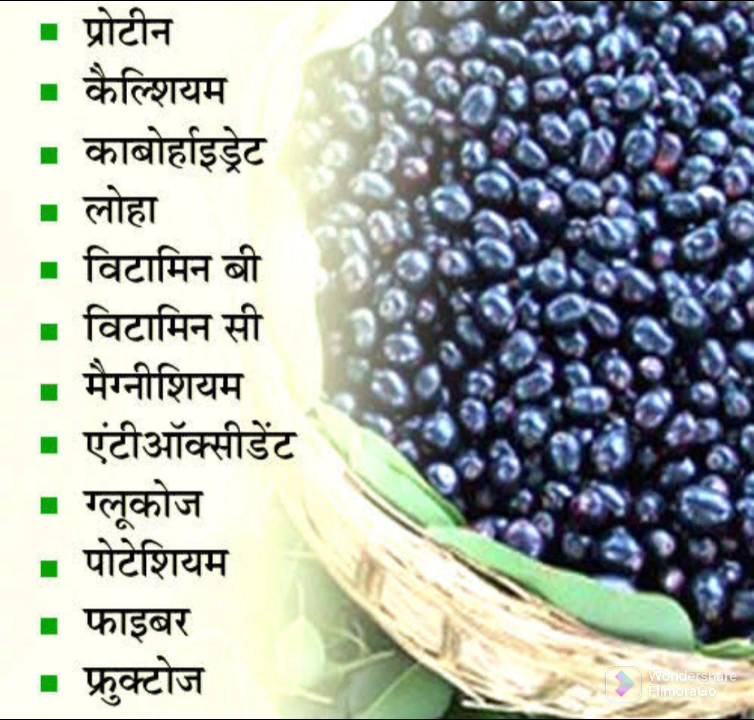 प्रोटीन
कैल्शियम
काबोर्हाइड्रेट
लोहा
विटामिन बी
विटामिन सी
मैग्नीशियम
एंटीऑक्सीडेंट
ग्लूकोज
पोटेशियम
फाइबर
फ्रुक्टोज
Wondershare
FilmoraGo